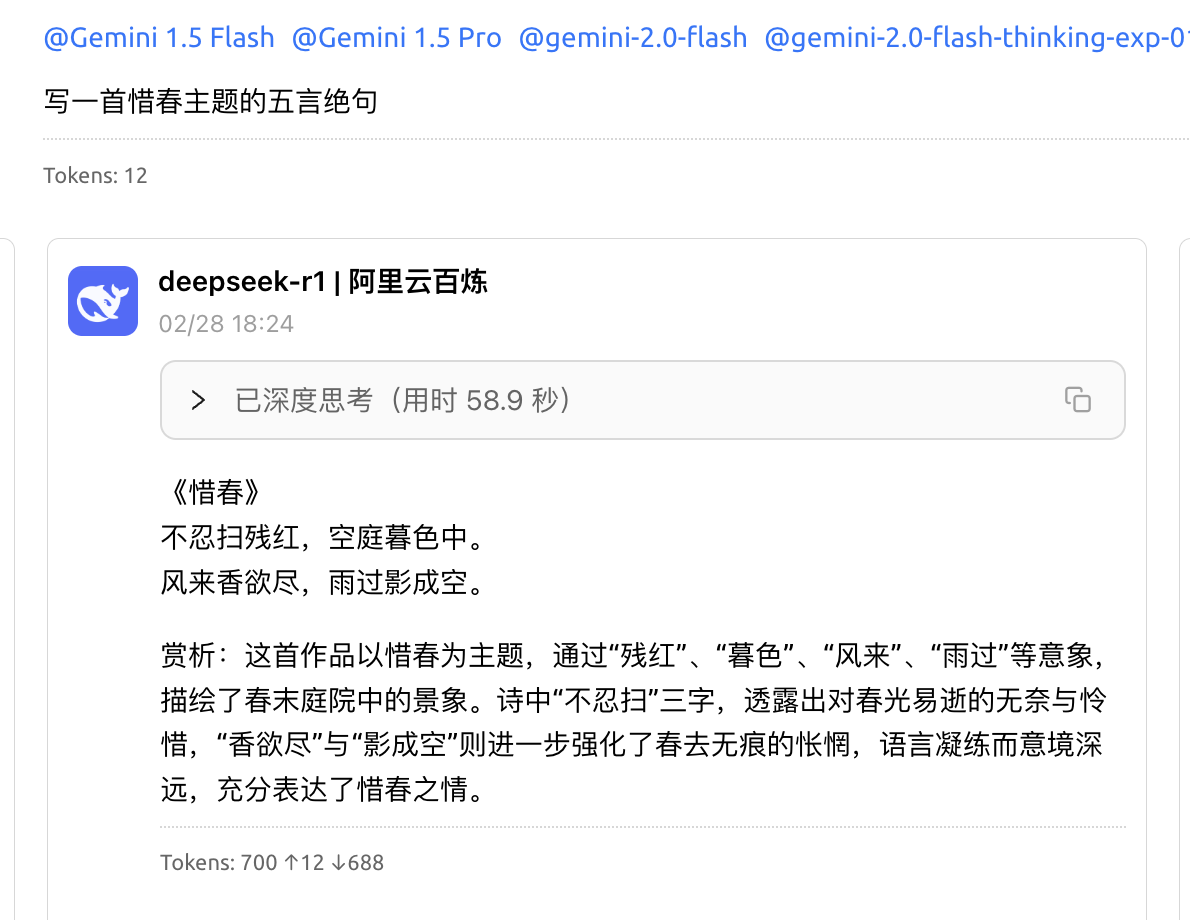 @Gemini 1.5 Flash @Gemini 1.5 Pro @gemini-2.0-flash @gemini-2.0-flash-thinking-exp-01
写一首惜春主题的五言绝句
Tokens: 12
deepseek-r1 | 阿里云百炼
02/28 18:24
已深度思考（用时 58.9 秒）
《惜春》
不忍扫残红，空庭暮色中。
风来香欲尽，雨过影成空。
赏析：这首作品以惜春为主题，通过“残红”、“暮色”、“风来”、“雨过”等意象，
描绘了春末庭院中的景象。诗中“不忍扫”三字，透露出对春光易逝的无奈与怜
惜，“香欲尽”与“影成空”则进一步强化了春去无痕的怅惘，语言凝练而意境深
远，充分表达了惜春之情。
Tokens: 700 ↑12 ↓688